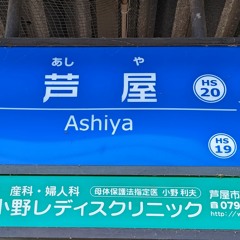 あし や
芦 屋
HS
20
Ashiya
HS
19
産科・婦人科
母体保護法指定医 小野 利夫
小野レディスクリニック
芦屋市
079